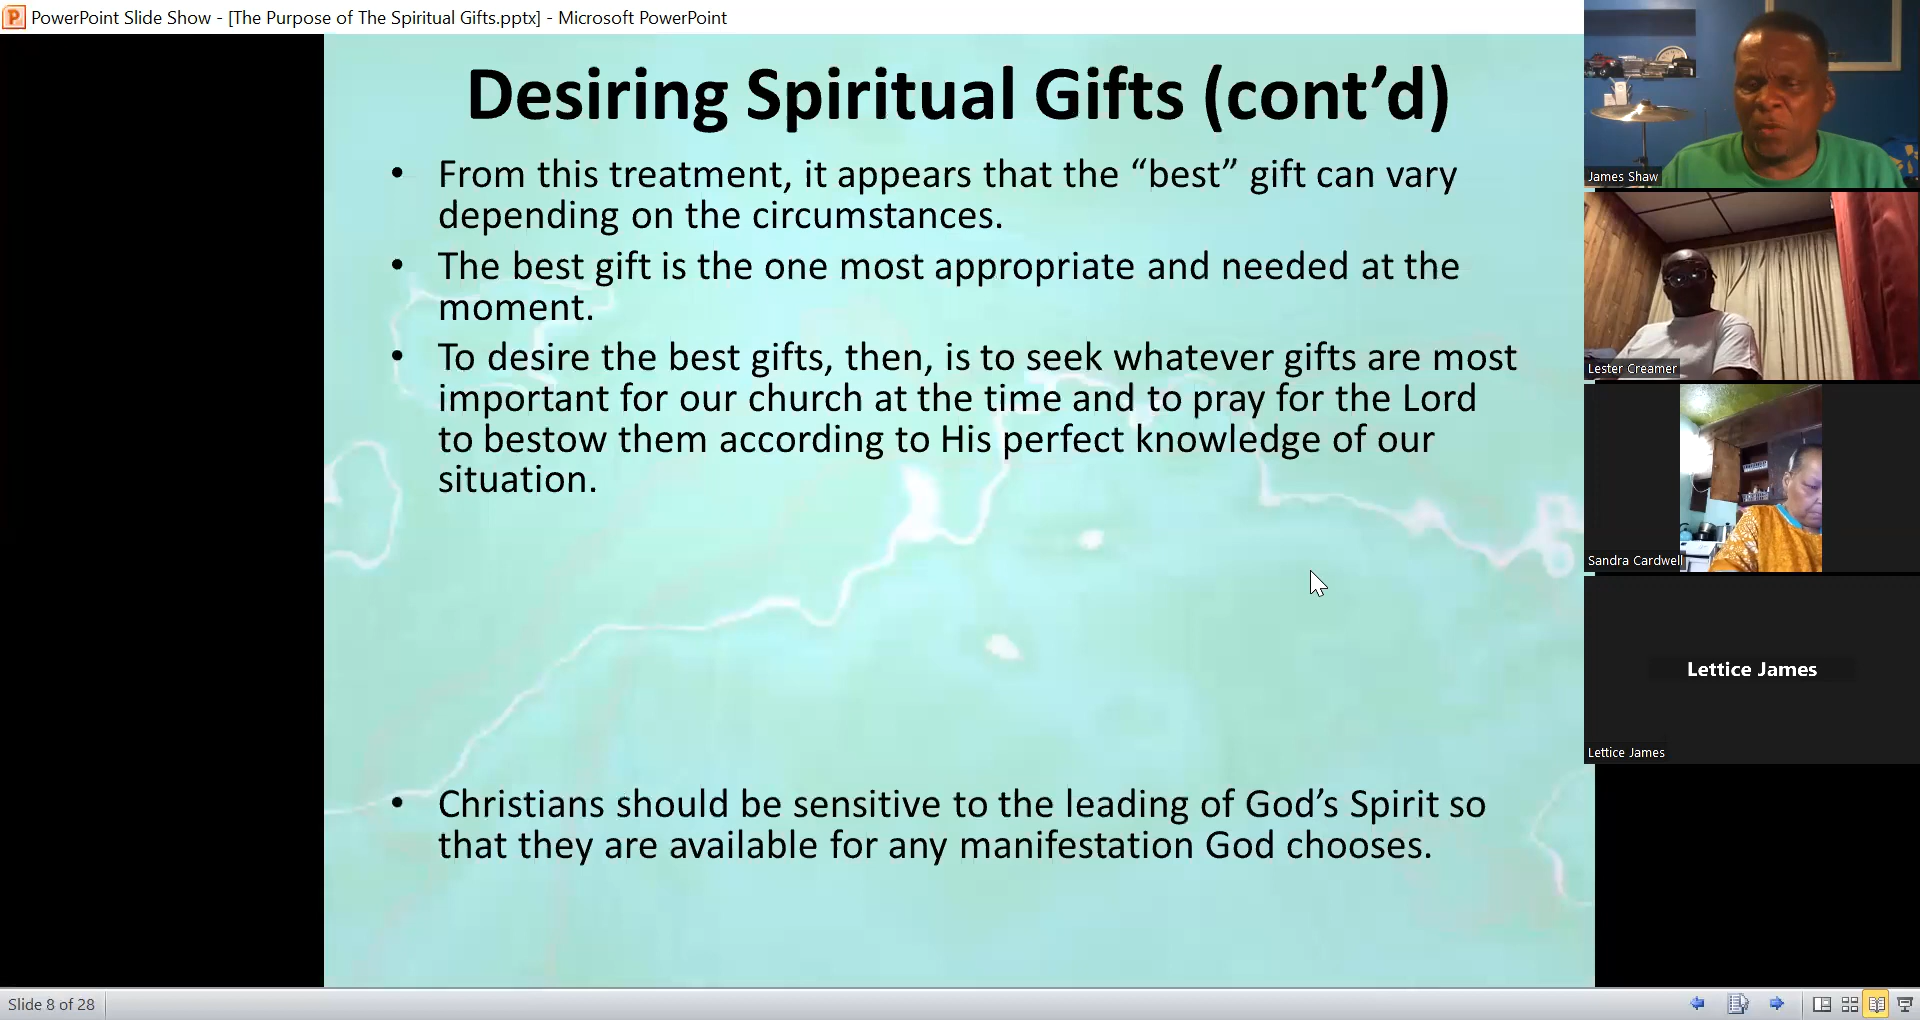 PowerPoint Slide Show - [The Purpose of The Spiritual Gifts.pptx] - Microsoft PowerPoint
Desiring Spiritual Gifts (cont’d)
• From this treatment, it appears that the “best” gift can vary
depending on the circumstances.
• The best gift is the one most appropriate and needed at the
moment.
• To desire the best gifts, then, is to seek whatever gifts are most
important for our church at the time and to pray for the Lord
to bestow them according to His perfect knowledge of our
situation.
• Christians should be sensitive to the leading of God’s Spirit so
that they are available for any manifestation God chooses.
James Shaw
Lester Creamer
Sandra Cardwell
Lettice James
Lettice James
Slide 8 of 28